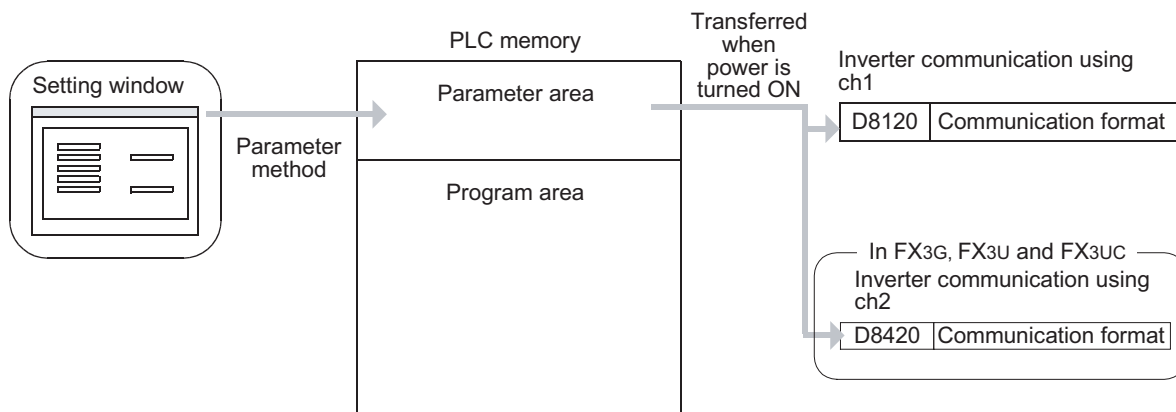 Setting window
Parameter
method
PLC memory
Parameter area
Program area
Transferred
when
power is
turned ON
Inverter communication using
ch1
D8120 Communication format
In FX3G, FX3U and FX3UC
Inverter communication using
ch2
D8420 Communication format